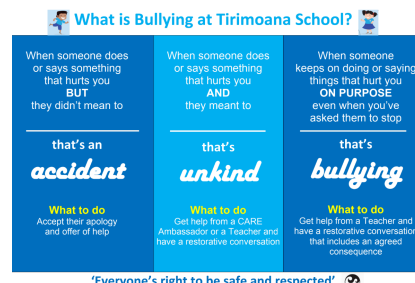 What is Bullying at Tirimoana School?
When someone does
or says something
that hurts you
BUT
they didn't mean to
that's an
accident
What to do
Accept their apology
and offer of help
When someone does
or says something
that hurts you
AND
they meant to
that's
unkind
What to do
Get help from a CARE
Ambassador or a Teacher and
have a restorative conversation
When someone
keeps on doing or saying
things that hurt you
ON PURPOSE
even when you've
asked them to stop
that's
bullying
What to do
Get help from a Teacher and
have a restorative conversation
that includes an agreed
consequence
'Everyone's right to be safe and respected'